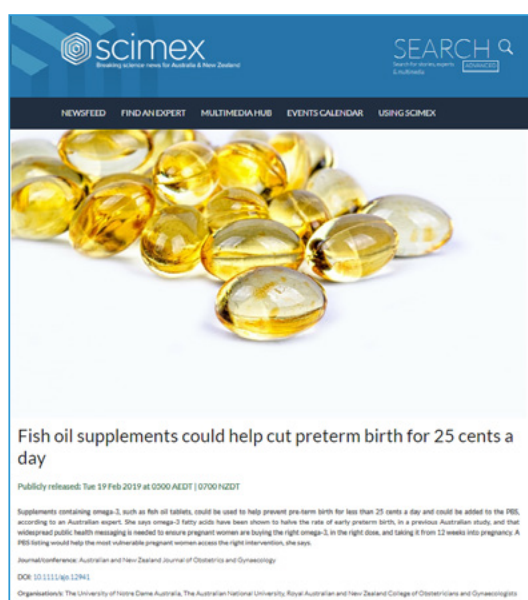 scimex
Breaking science news for Australia & New Zealand
SEARCH
Search for stories, experts
& multimedia
ADVANCED
NEWSFEED FIND AN EXPERT MULTIMEDIA HUB EVENTS CALENDAR USING SCIMEX
Fish oil supplements could help cut preterm birth for 25 cents a
day
Publicly released: Tue 19 Feb 2019 at 0500 AEDT | 0700 NZDT
Supplements containing omega-3, such as fish oil tablets, could be used to help prevent pre-term birth for less than 25 cents a day and could be added to the PBS,
according to an Australian expert. She says omega-3 fatty acids have been shown to halve the rate of early preterm birth, in a previous Australian study, and that
widespread public health messaging is needed to ensure pregnant women are buying the right omega-3, in the right dose, and taking it from 12 weeks into pregnancy. A
PBS listing would help the most vulnerable pregnant women access the right intervention, she says.
Journal/conference: Australian and New Zealand Journal of Obstetrics and Gynaecology
DOI: 10.1111/ajo.12941
Organisation/s: The University of Notre Dame Australia, The Australian National University, Royal Australian and New Zealand College of Obstetricians and Gynaecologists